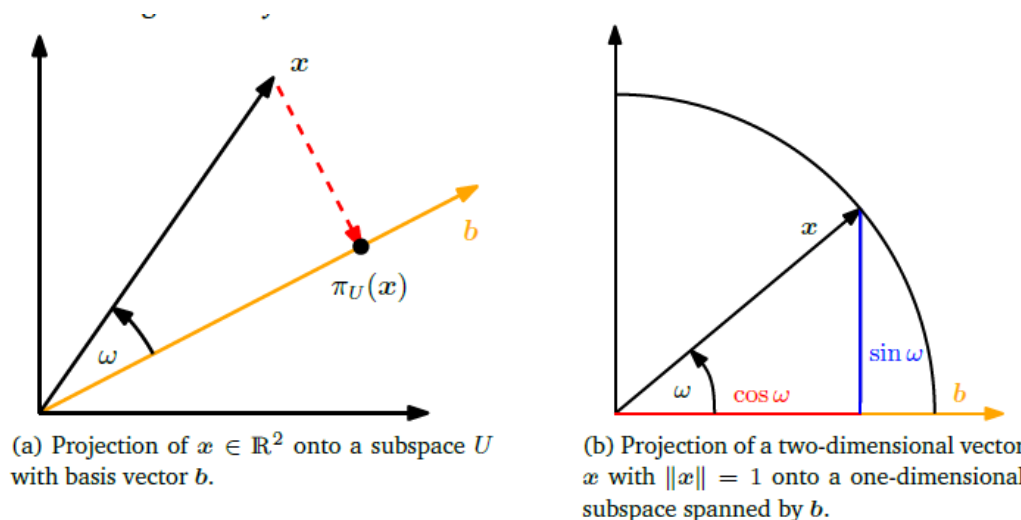 x
b
π_U(x)
ω
x
sin ω
ω
cos ω
b
(a) Projection of x ∈ ℝ² onto a subspace U
with basis vector b.
(b) Projection of a two-dimensional vector
x with ‖x‖ = 1 onto a one-dimensional
subspace spanned by b.